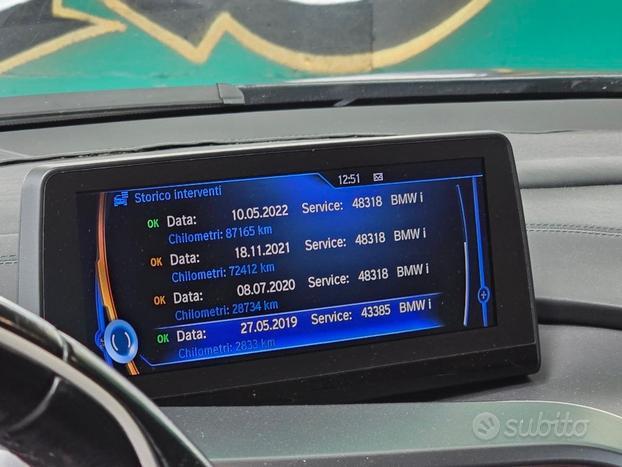 12:51
Storico interventi
OK Data: 10.05.2022 Service: 48318 BMW i
Chilometri: 87165 km
OK Data: 18.11.2021 Service: 48318 BMW i
Chilometri: 72412 km
OK Data: 08.07.2020 Service: 48318 BMW i
Chilometri: 28734 km
OK Data: 27.05.2019 Service: 43385 BMW i
Chilometri: 2833 km
subito